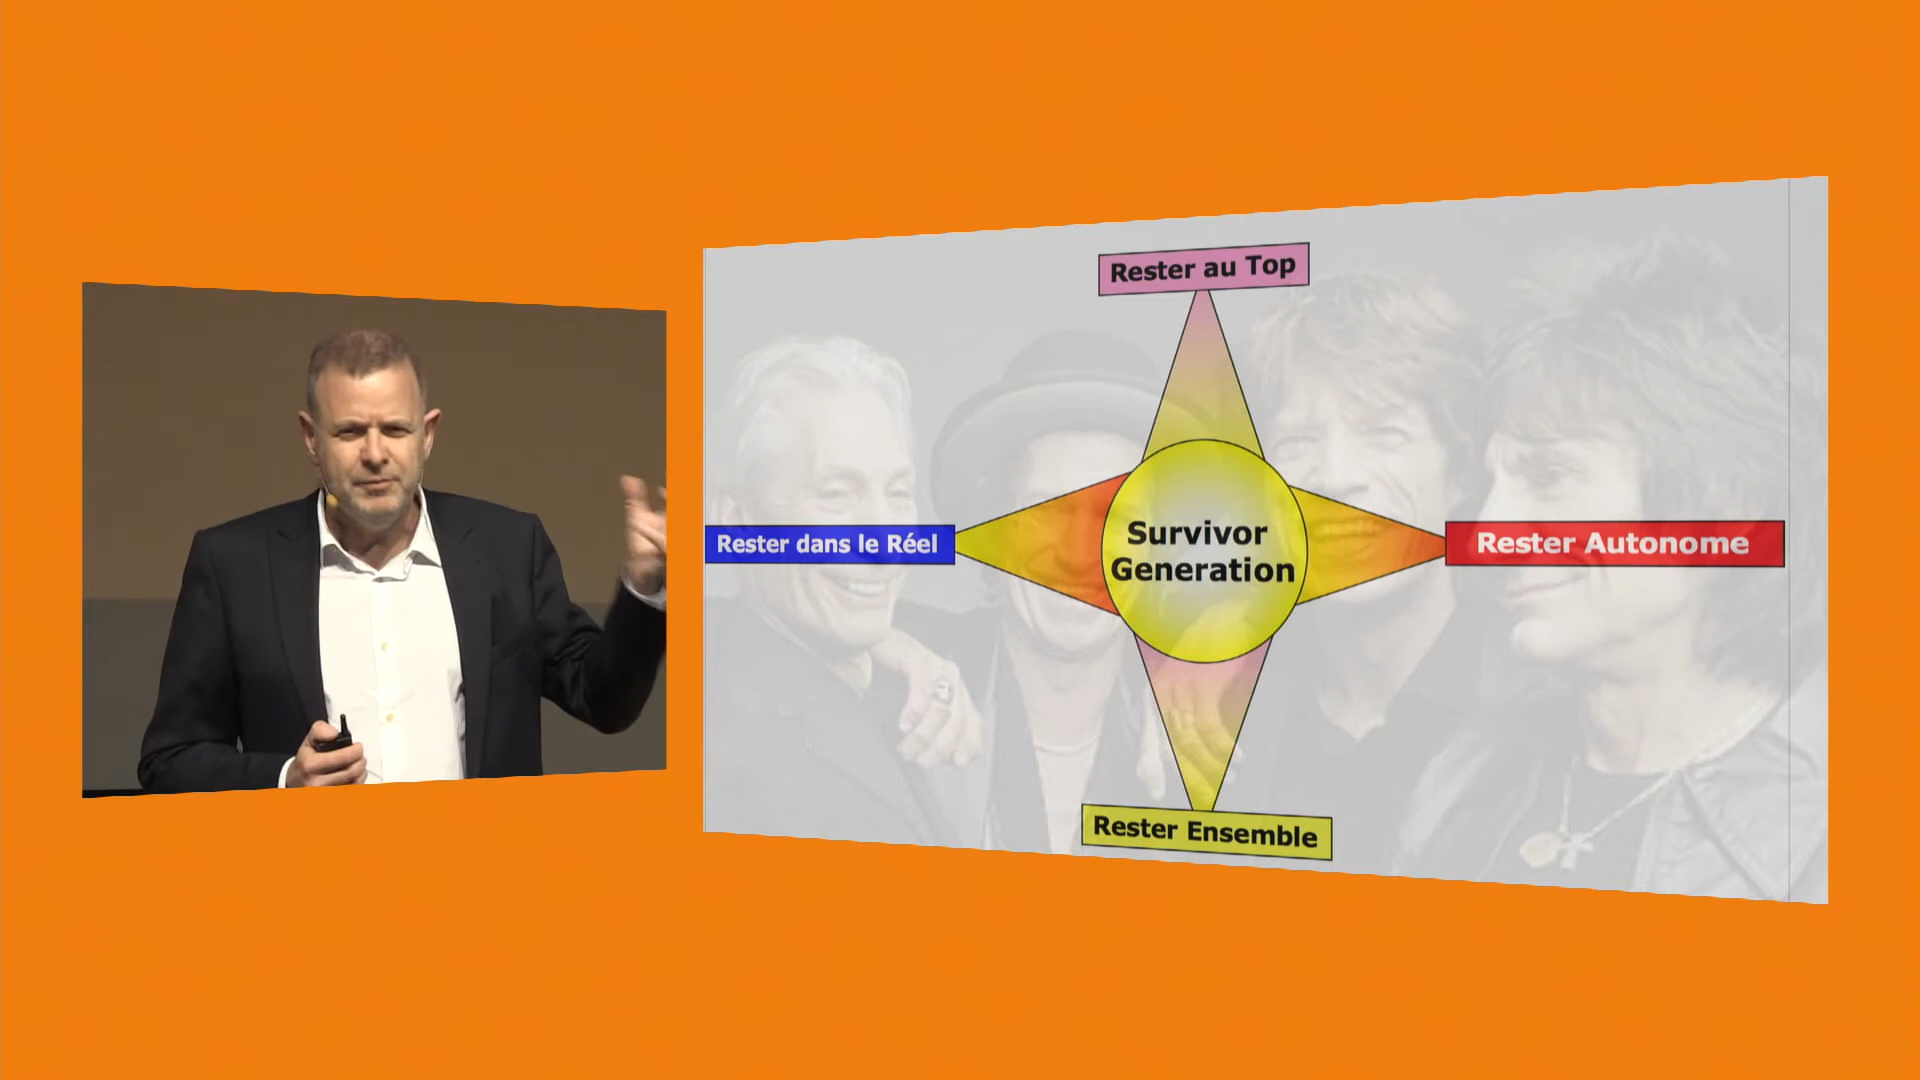 Rester au Top
Rester dans le Réel
Survivor
Generation
Rester Autonome
Rester Ensemble